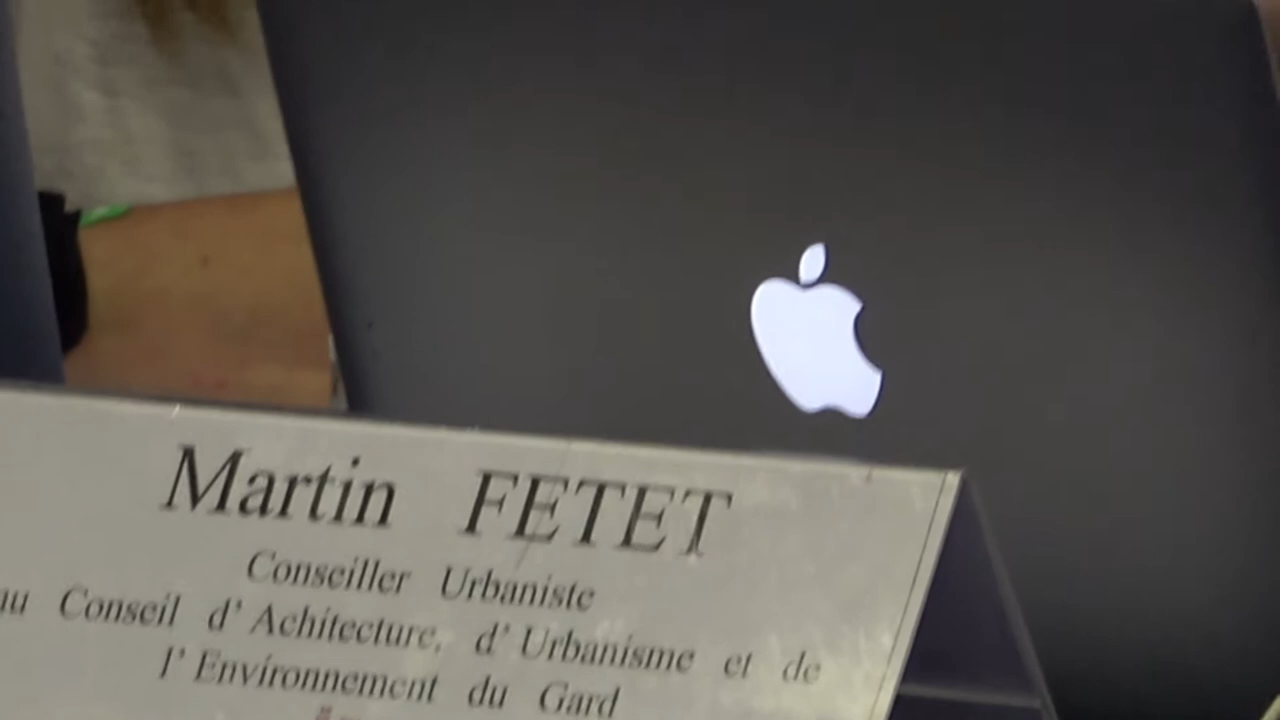 Martin FETET
Conseiller Urbaniste
au Conseil d' Achitecture, d' Urbanisme et de
l' Environnement du Gard